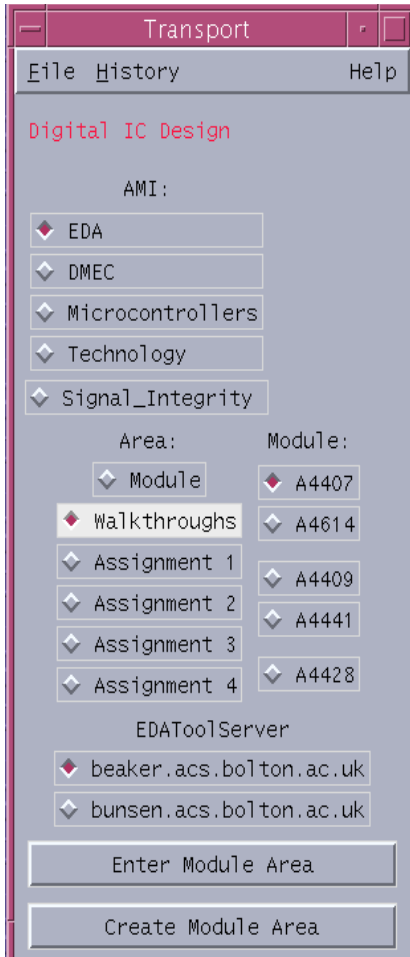 Transport
File History Help
Digital IC Design
AMI:
EDA
DMEC
Microcontrollers
Technology
Signal_Integrity
Area:
Module
Walkthroughs
Assignment 1
Assignment 2
Assignment 3
Assignment 4
Module:
A4407
A4614
A4409
A4441
A4428
EDAToolServer
beaker.acs.bolton.ac.uk
bunsen.acs.bolton.ac.uk
Enter Module Area
Create Module Area